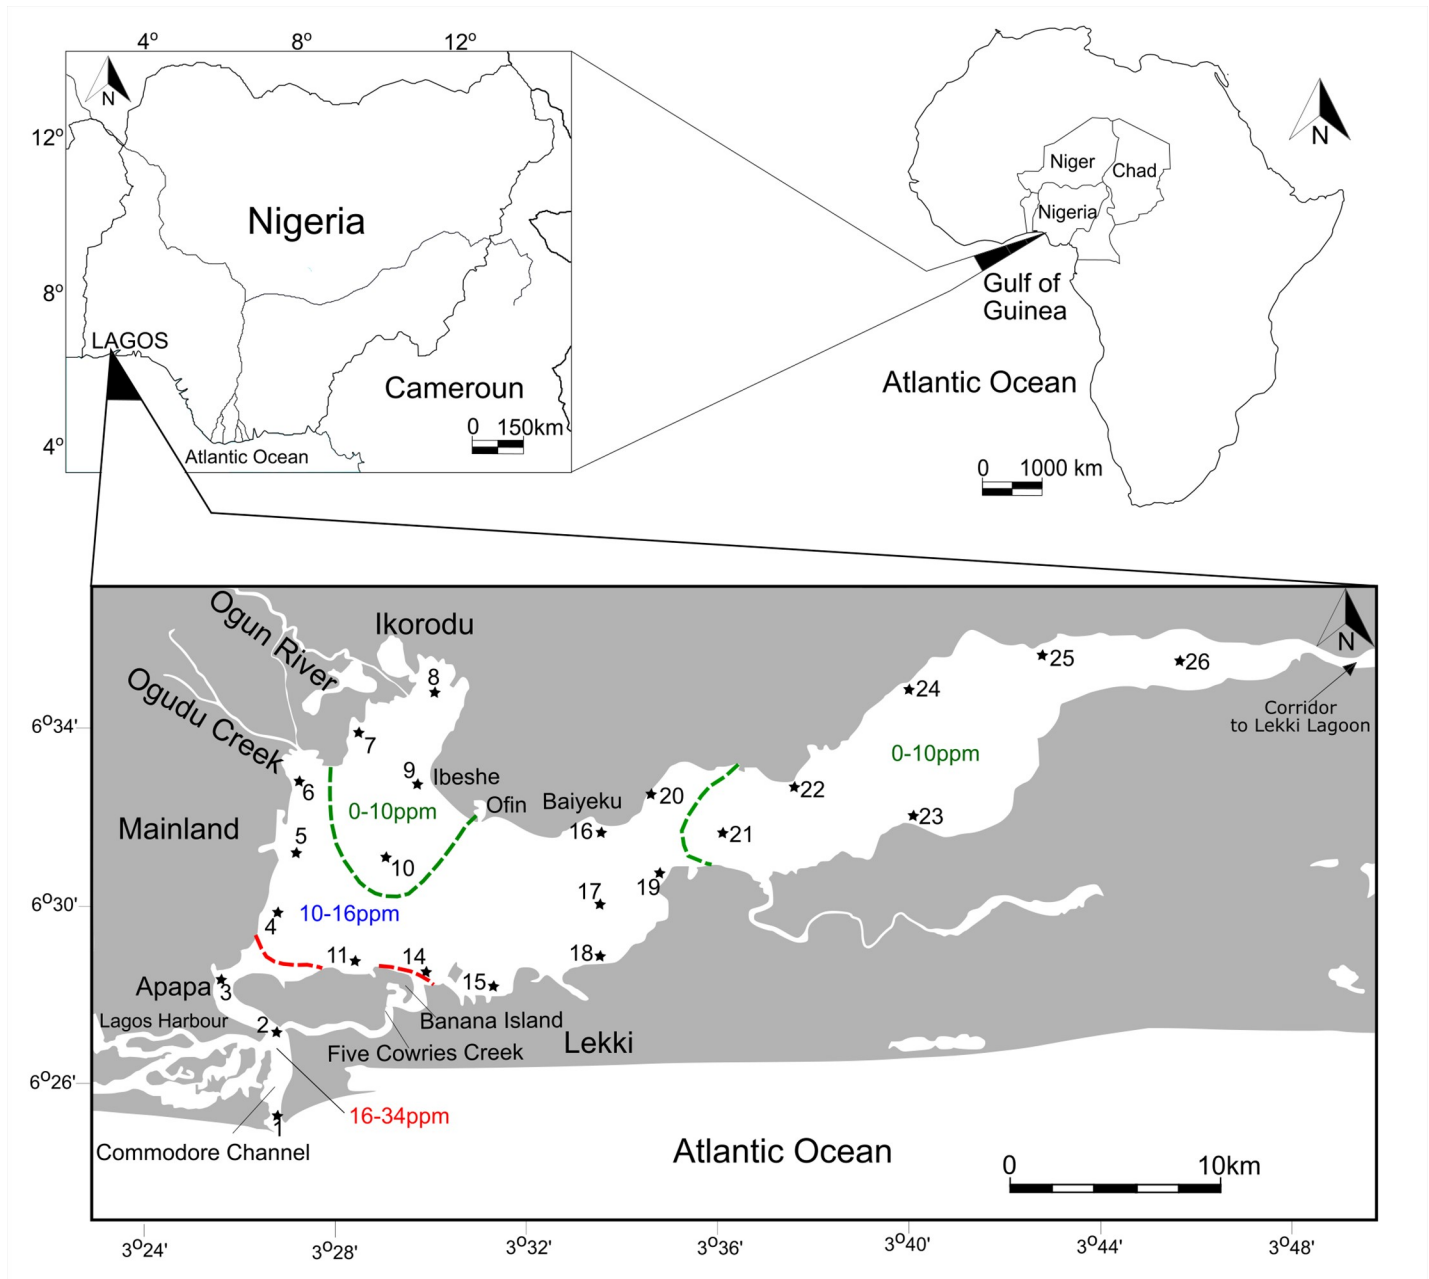 4° 8° 12°
N
12°
Nigeria
8°
LAGOS
Cameroun
0 150km
4°
Atlantic Ocean
N
Niger
Chad
Nigeria
Gulf of
Guinea
Atlantic Ocean
0 1000 km
Ogun River
Ikorodu
N
8
25
26
24
Ogudu Creek
Corridor
to Lekki Lagoon
6°34'
7
0-10ppm
9
Ibeshe
6
22
Ofin
Baiyeku
20
0-10ppm
23
Mainland
5
16
21
10
19
17
6°30'
10-16ppm
4
11
14
18
15
Apapa
3
Lagos Harbour
2
Banana Island
Five Cowries Creek
Lekki
6°26'
16-34ppm
1
Commodore Channel
Atlantic Ocean
0 10km
3°24' 3°28' 3°32' 3°36' 3°40' 3°44' 3°48'